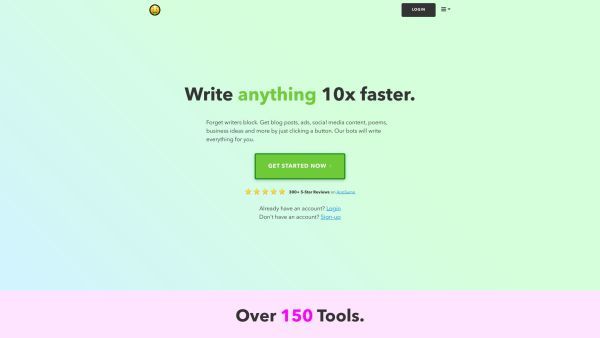 LOGIN
Write anything 10x faster.
Forget writers block. Get blog posts, ads, social media content, poems,
business ideas and more by just clicking a button. Our bots will write
everything for you.
GET STARTED NOW
300+ 5-Star Reviews on AppSumo
Already have an account? Login
Don't have an account? Sign-up
Over 150 Tools.